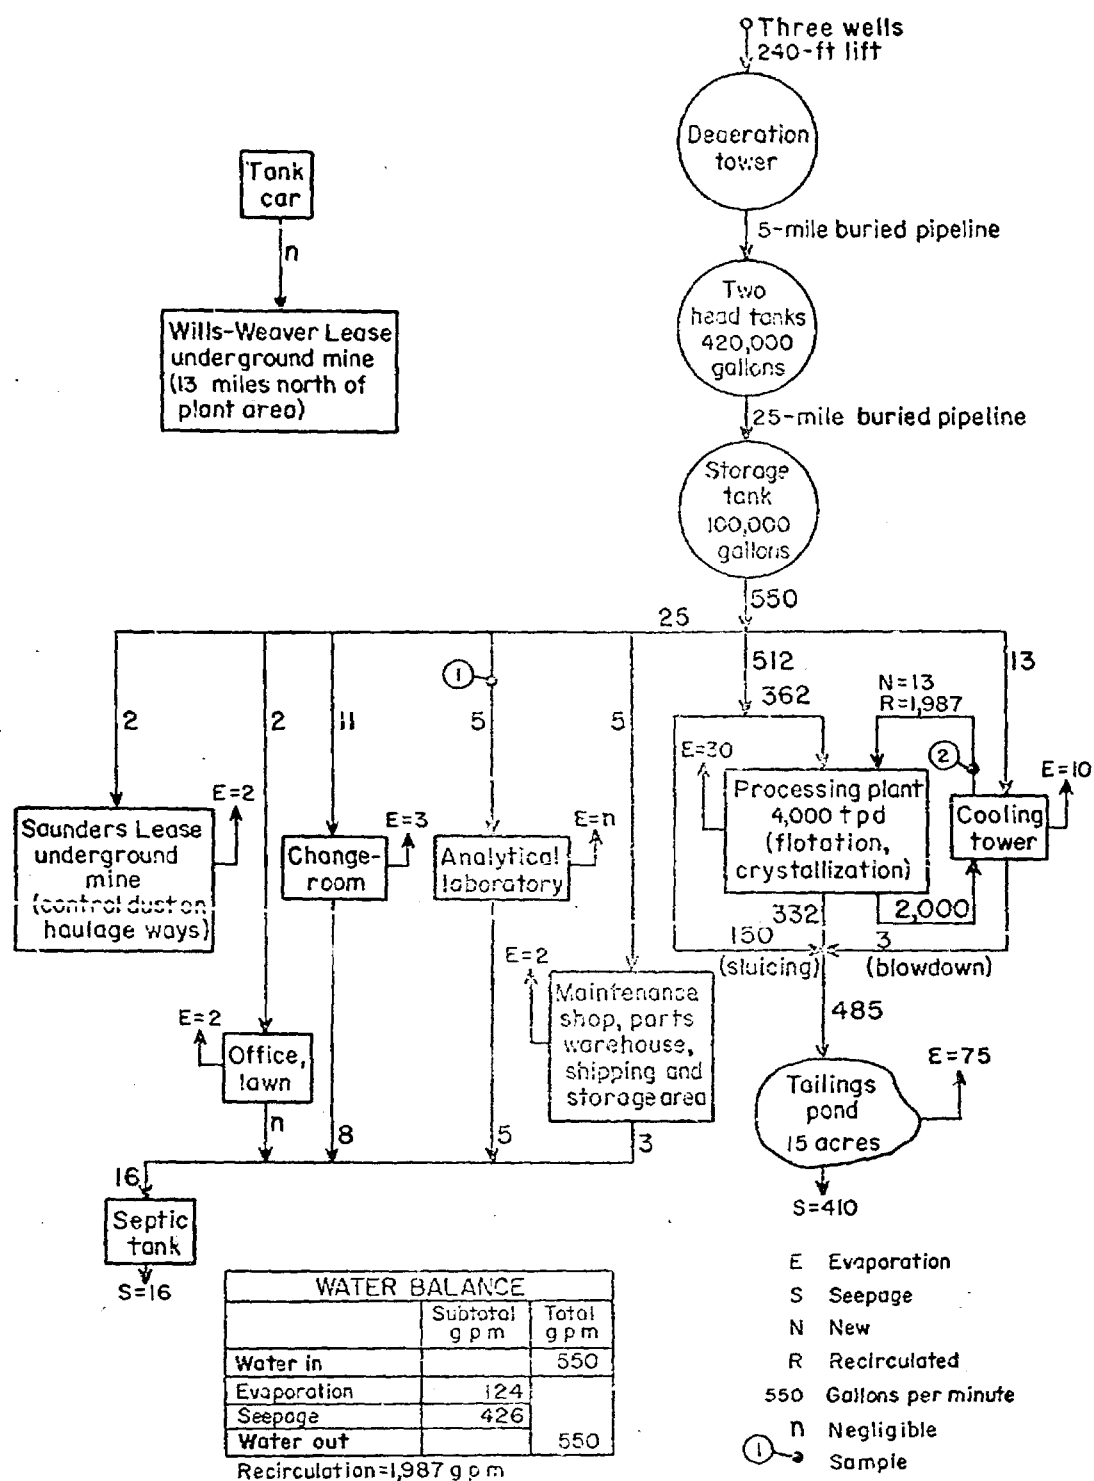 Three wells
240-ft lift
Deaeration
tower
5-mile buried pipeline
Tank
car
n
Wills-Weaver Lease
underground mine
(13 miles north of
plant area)
Two
head tanks
420,000
gallons
25-mile buried pipeline
Storage
tank
100,000
gallons
550
25
2
2
11
1
5
5
512
362
N=13
R=1,987
13
2
E=2
Saunders Lease
underground
mine
(control dust on
haulage ways)
E=3
Change-
room
E=n
Analytical
laboratory
E=30
Processing plant
4,000 tpd
(flotation,
crystallization)
E=10
Cooling
tower
332
2,000
150
(sluicing)
3
(blowdown)
E=2
Office,
lawn
n
8
5
E=2
Maintenance
shop, parts
warehouse,
shipping and
storage area
3
485
Tailings
pond
15 acres
E=75
S=410
16
Septic
tank
S=16
WATER BALANCE
Subtotal Total
gpm gpm
Water in 550
Evaporation 124
Seepage 426
Water out 550
Recirculation=1,987 gpm
E Evaporation
S Seepage
N New
R Recirculated
550 Gallons per minute
n Negligible
1 Sample